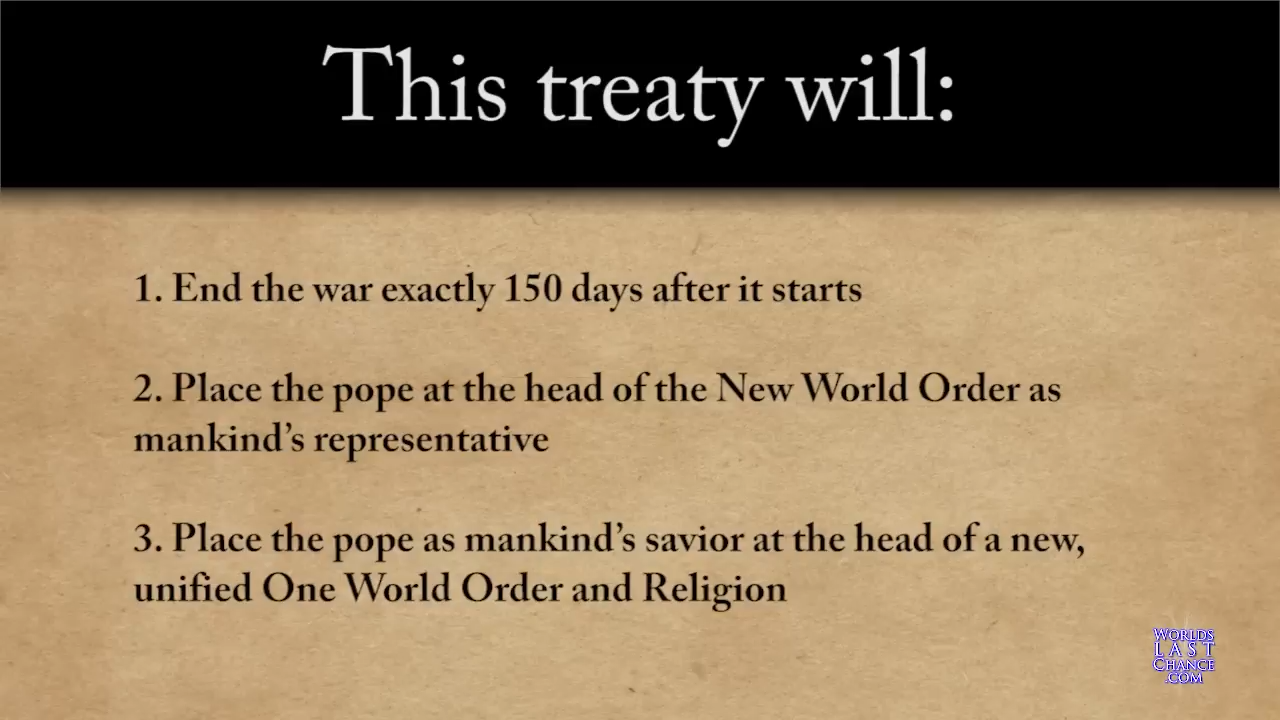 This treaty will:
1. End the war exactly 150 days after it starts
2. Place the pope at the head of the New World Order as
mankind's representative
3. Place the pope as mankind's savior at the head of a new,
unified One World Order and Religion
WORLDS
LAST
CHANCE
.COM